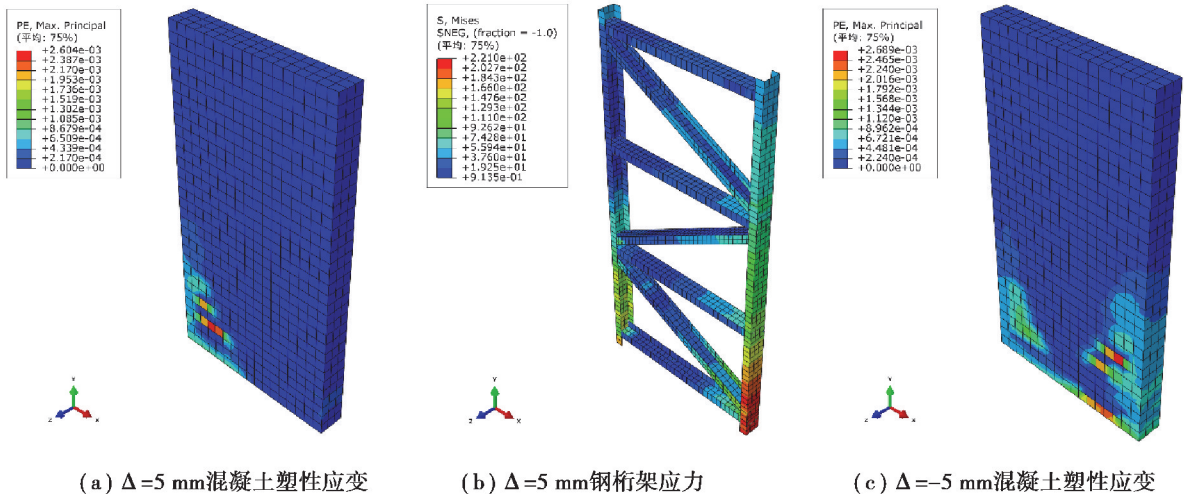 PE, Max. Principal
(平均: 75%)
+2.604e-03
+2.387e-03
+2.170e-03
+1.953e-03
+1.736e-03
+1.519e-03
+1.302e-03
+1.085e-03
+8.679e-04
+6.509e-04
+4.339e-04
+2.170e-04
+0.000e+00
Y
Z
X
S, Mises
SNEG, (fraction = -1.0)
(平均: 75%)
+2.210e+02
+2.027e+02
+1.843e+02
+1.660e+02
+1.476e+02
+1.293e+02
+1.110e+02
+9.262e+01
+7.428e+01
+5.594e+01
+3.760e+01
+1.925e+01
+9.135e-01
Y
Z
X
PE, Max. Principal
(平均: 75%)
+2.689e-03
+2.465e-03
+2.240e-03
+2.016e-03
+1.792e-03
+1.568e-03
+1.344e-03
+1.120e-03
+8.962e-04
+6.721e-04
+4.481e-04
+2.240e-04
+0.000e+00
Y
Z
X
(a) Δ=5 mm混凝土塑性应变
(b) Δ=5 mm钢桁架应力
(c) Δ=-5 mm混凝土塑性应变